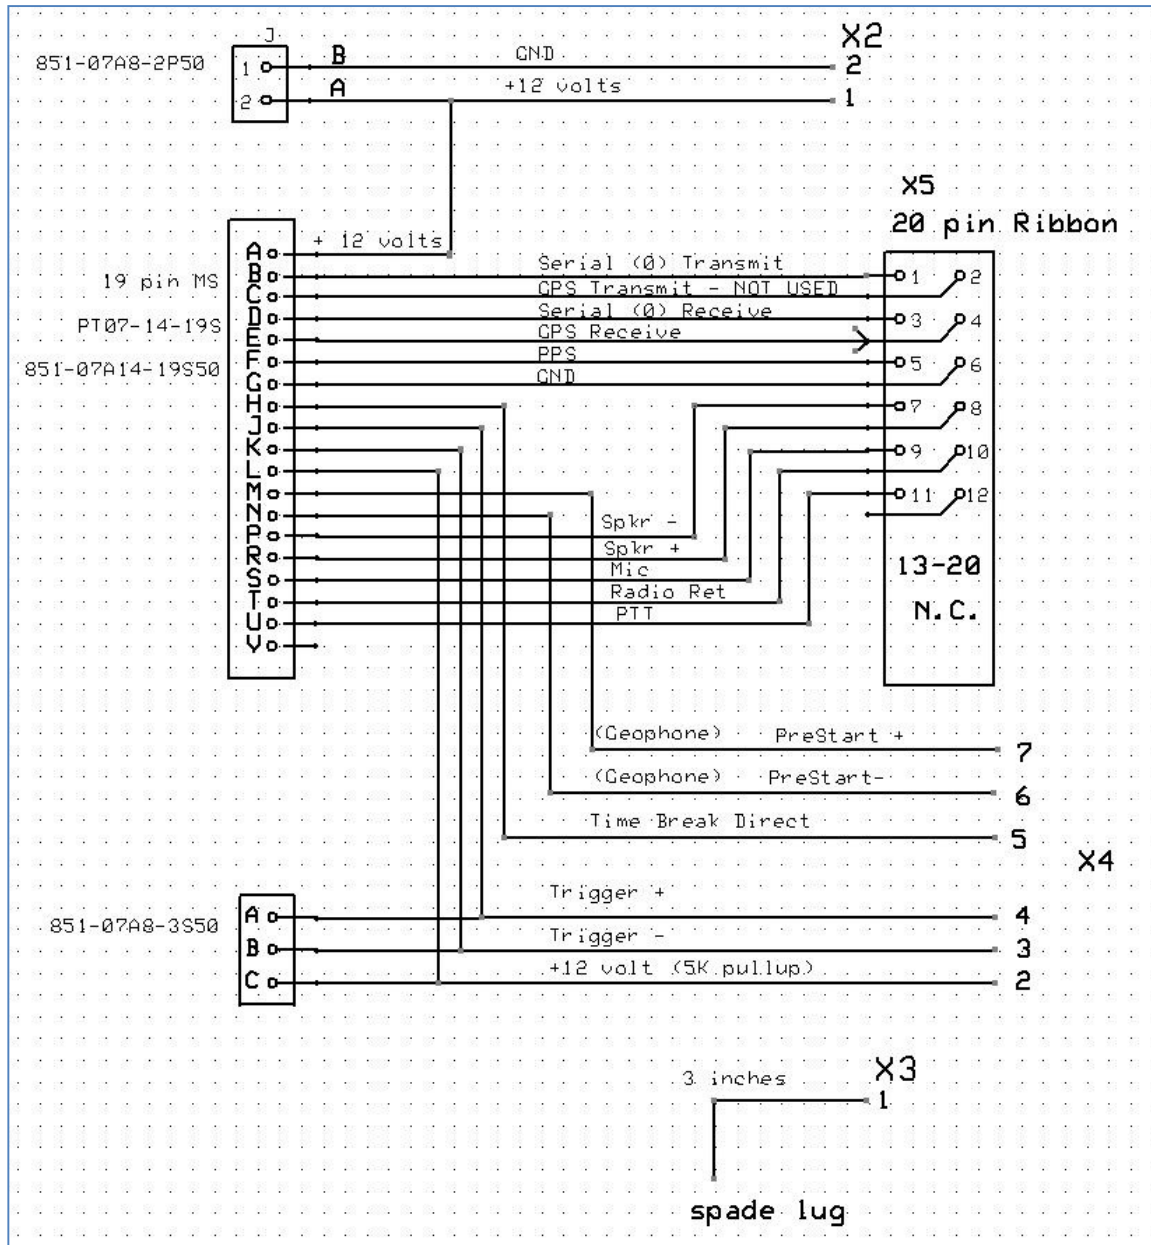 J
X2
851-07A8-2P50
1 B GND 2
2 A +12 volts 1
X5
20 pin Ribbon
A + 12 volts
B Serial (0) Transmit 1 2
19 pin MS
C GPS Transmit - NOT USED
D Serial (0) Receive 3 4
PT07-14-19S
E GPS Receive
F PPS 5 6
851-07A14-19S50
G GND
H 7 8
J
K 9 10
L
M 11 12
N
P Spkr -
R Spkr +
S Mic
13-20
T Radio Ret
N.C.
U PTT
V
(Geophone) PreStart + 7
(Geophone) PreStart- 6
Time Break Direct 5
X4
Trigger +
A 4
851-07A8-3S50
Trigger -
B 3
+12 volt (5K pullup)
C 2
X3
3 inches
1
spade lug